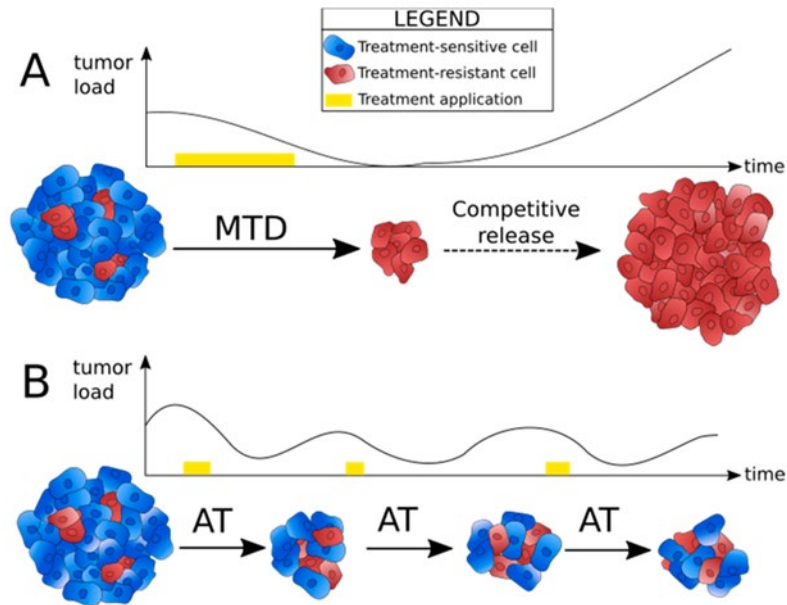 LEGEND
Treatment-sensitive cell
Treatment-resistant cell
Treatment application
A
tumor
load
time
MTD
Competitive
release
B
tumor
load
time
AT
AT
AT